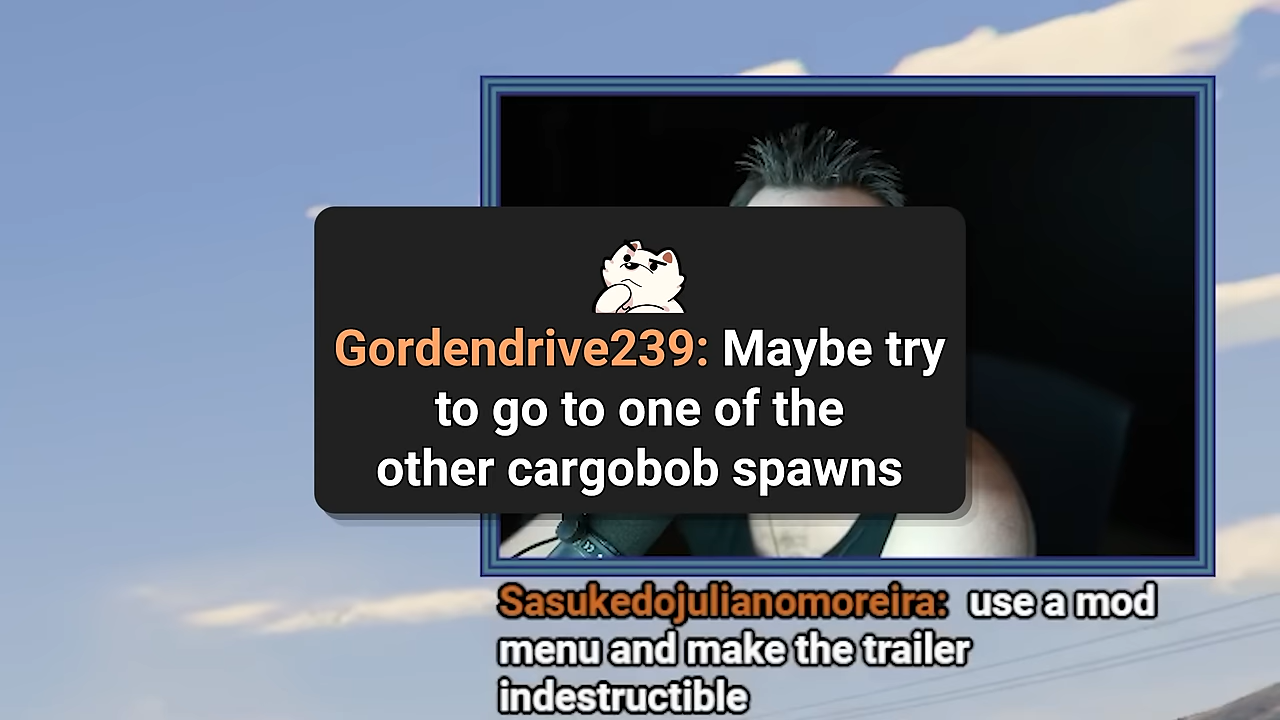 Gordendrive239: Maybe try
to go to one of the
other cargobob spawns
Sasukedojulianomoreira: use a mod
menu and make the trailer
indestructible